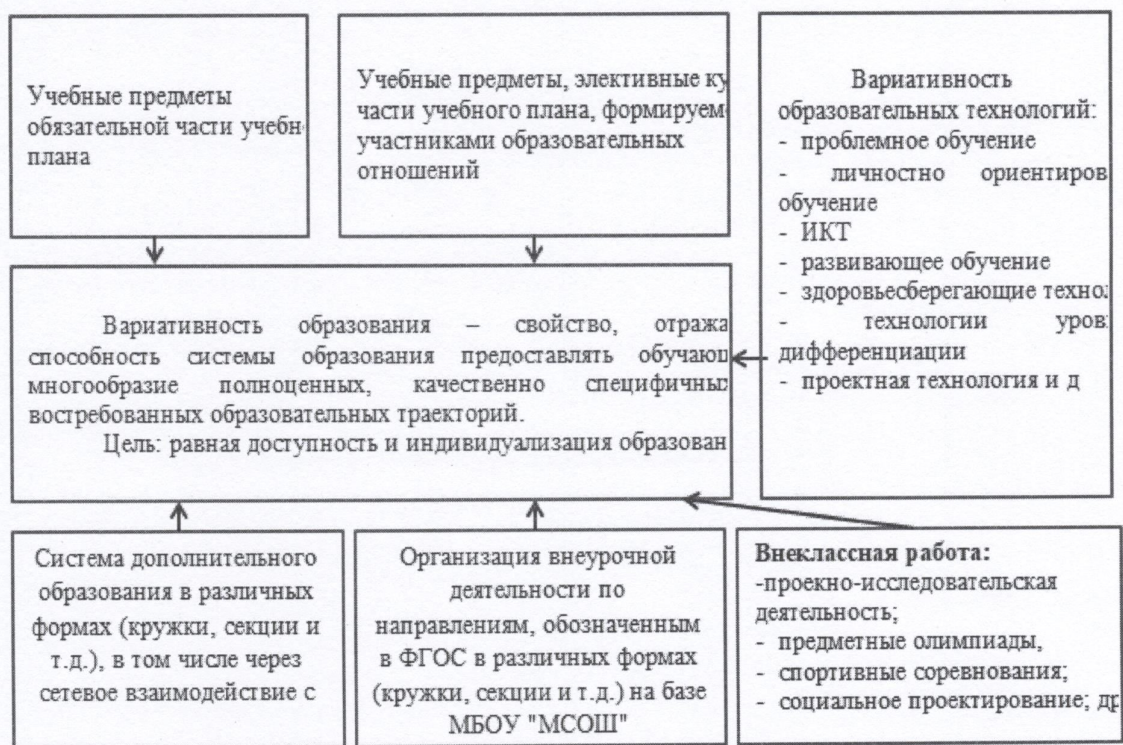 Учебные предметы
обязательной части учебн
плана
Учебные предметы, элективные ку
части учебного плана, формируем
участниками образовательных
отношений
Вариативность
образовательных технологий:
- проблемное обучение
- личностно ориентиров
обучение
- ИКТ
- развивающее обучение
- здоровьесберегающие технол
- технологии уров
дифференциации
- проектная технология и д
Вариативность образования – свойство, отража
способность системы образования предоставлять обучающ
многообразие полноценных, качественно специфичных
востребованных образовательных траекторий.
Цель: равная доступность и индивидуализация образован
Система дополнительного
образования в различных
формах (кружки, секции и
т.д.), в том числе через
сетевое взаимодействие с
Организация внеурочной
деятельности по
направлениям, обозначенным
в ФГОС в различных формах
(кружки, секции и т.д.) на базе
МБОУ "МСОШ"
Внеклассная работа:
-проекно-исследовательская
деятельность;
- предметные олимпиады,
- спортивные соревнования;
- социальное проектирование; др